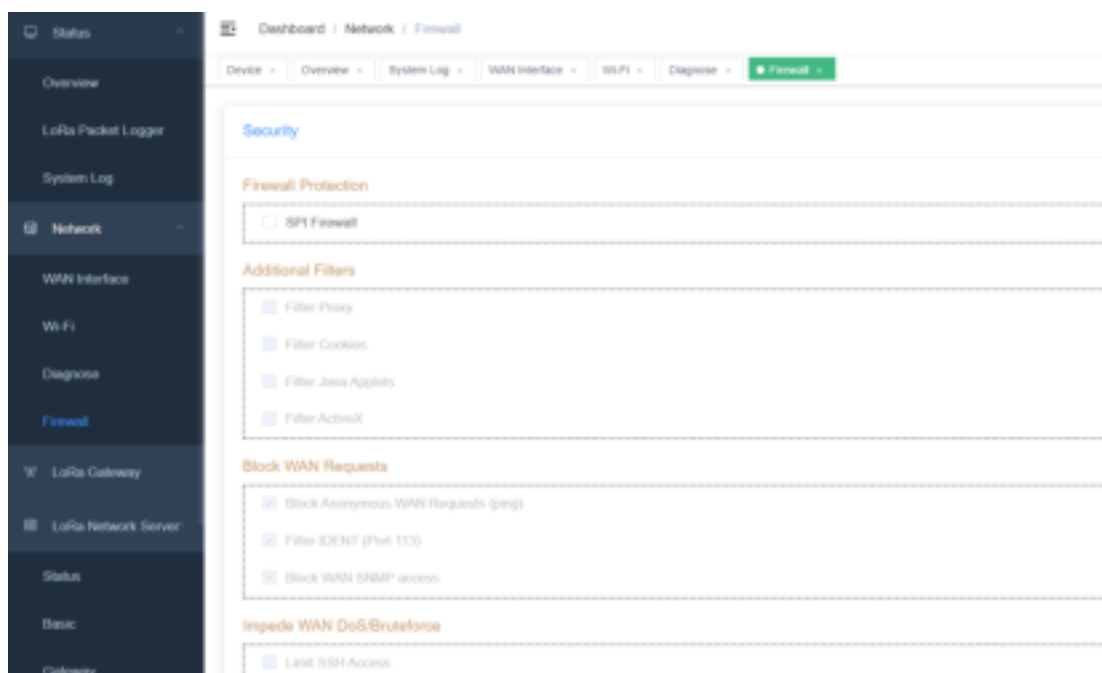 Status
Dashboard / Network / Firewall
Device × Overview × System Log × WAN Interface × Wi-Fi × Diagnose × Firewall ×
Overview
LoRa Packet Logger
System Log
Network
WAN Interface
Wi-Fi
Diagnose
Firewall
LoRa Gateway
LoRa Network Server
Status
Basic
Gateway
Security
Firewall Protection
SPI Firewall
Additional Filters
Filter Proxy
Filter Cookies
Filter Java Applets
Filter ActiveX
Block WAN Requests
Block Anonymous WAN Requests (ping)
Filter IDENT (Port 113)
Block WAN SNMP access
Impede WAN DoS/Bruteforce
Limit SSH Access